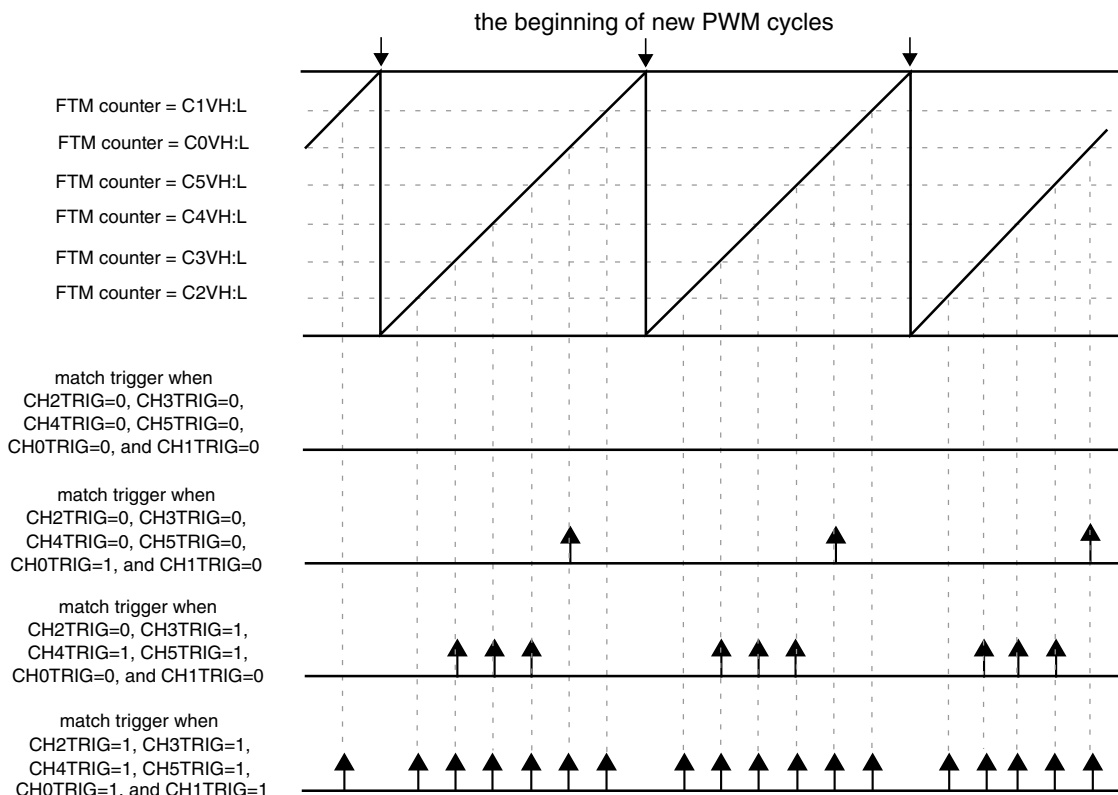 the beginning of new PWM cycles
FTM counter = C1VH:L
FTM counter = C0VH:L
FTM counter = C5VH:L
FTM counter = C4VH:L
FTM counter = C3VH:L
FTM counter = C2VH:L
match trigger when
CH2TRIG=0, CH3TRIG=0,
CH4TRIG=0, CH5TRIG=0,
CH0TRIG=0, and CH1TRIG=0
match trigger when
CH2TRIG=0, CH3TRIG=0,
CH4TRIG=0, CH5TRIG=0,
CH0TRIG=1, and CH1TRIG=0
match trigger when
CH2TRIG=0, CH3TRIG=1,
CH4TRIG=1, CH5TRIG=1,
CH0TRIG=0, and CH1TRIG=0
match trigger when
CH2TRIG=1, CH3TRIG=1,
CH4TRIG=1, CH5TRIG=1,
CH0TRIG=1, and CH1TRIG=1